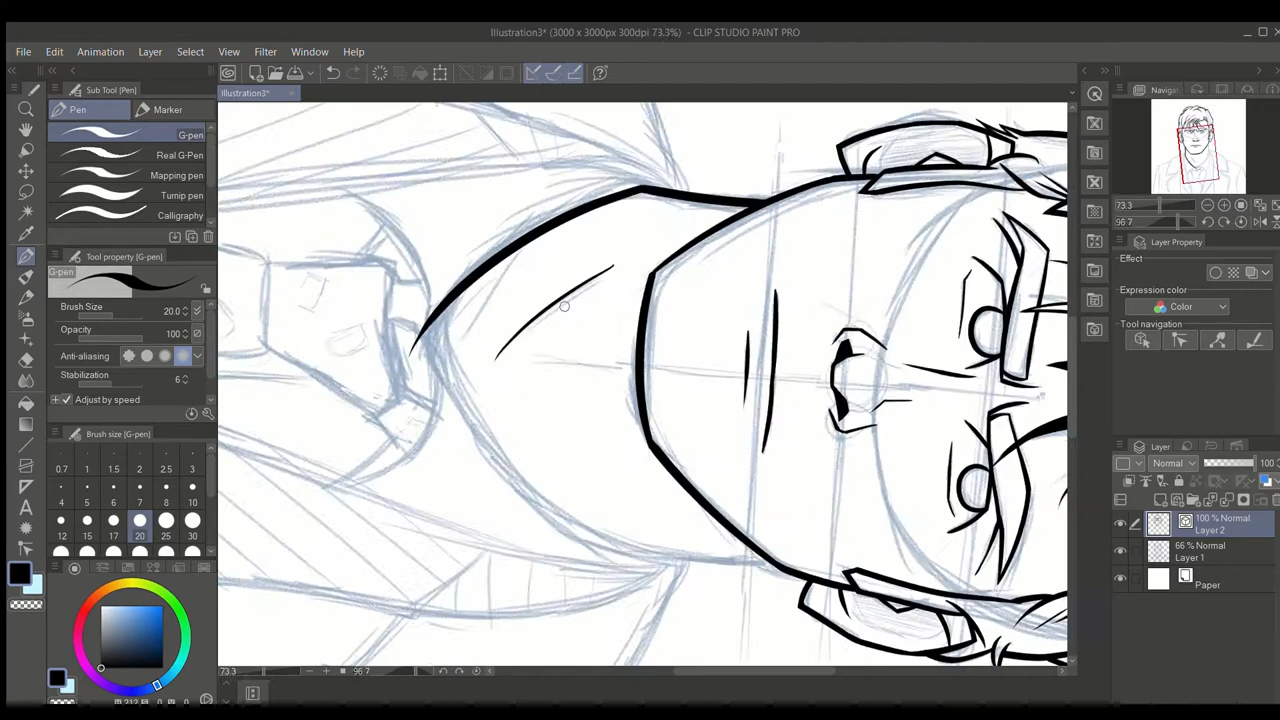 Illustration3* (3000 x 3000px 300dpi 73.3%) - CLIP STUDIO PAINT PRO
File Edit Animation Layer Select View Filter Window Help
Sub Tool [Pen]
Illustration3*
Pen Marker
G-pen
Real G-Pen
Mapping pen
Turnip pen
Calligraphy
Tool property [G-pen]
G-pen
Brush Size 20.0
Opacity 100
Anti-aliasing
Stabilization 6
Adjust by speed
Brush size [G-pen]
0.7 1 1.5 2 2.5 3
4 5 6 7 8 10
12 15 17 20 25 30
73.3 96.7
Navigat
73.3
96.7
Layer Property
Effect
Expression color
Color
Tool navigation
Layer
Normal 100
100 % Normal
Layer 2
66 % Normal
Layer 1
Paper